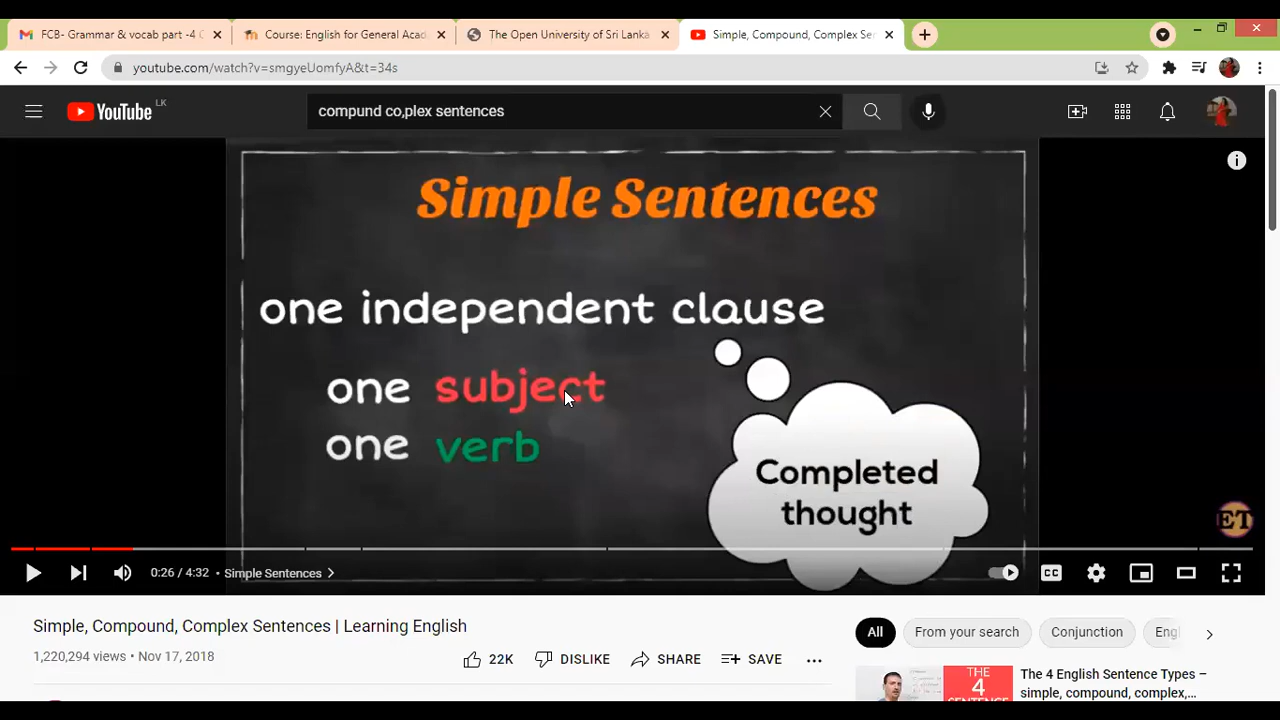 FCB- Grammar & vocab part -4 C
Course: English for General Acad
The Open University of Sri Lanka
Simple, Compound, Complex Sen
youtube.com/watch?v=smgyeUomfyA&t=34s
YouTube LK
compund co,plex sentences
Simple Sentences
one independent clause
one subject
one verb
Completed
thought
ET
0:26 / 4:32 • Simple Sentences
CC
Simple, Compound, Complex Sentences | Learning English
1,220,294 views • Nov 17, 2018
22K
DISLIKE
SHARE
SAVE
All
From your search
Conjunction
Engl
THE
4
SENTENCE
The 4 English Sentence Types –
simple, compound, complex,...